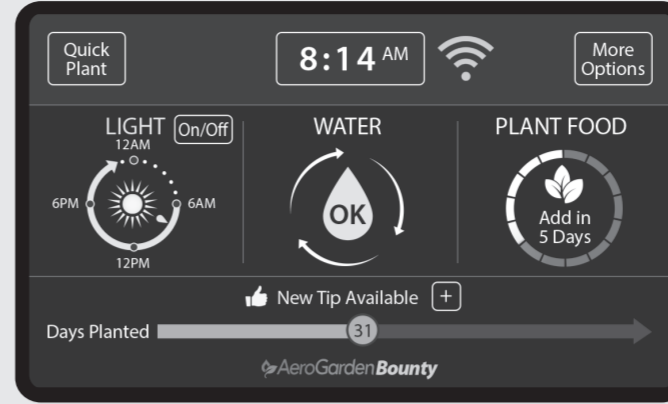 Quick
Plant
8:14 AM
More
Options
LIGHT
On/Off
12AM
6PM
6AM
12PM
WATER
OK
PLANT FOOD
Add in
5 Days
New Tip Available +
Days Planted
31
AeroGarden Bounty